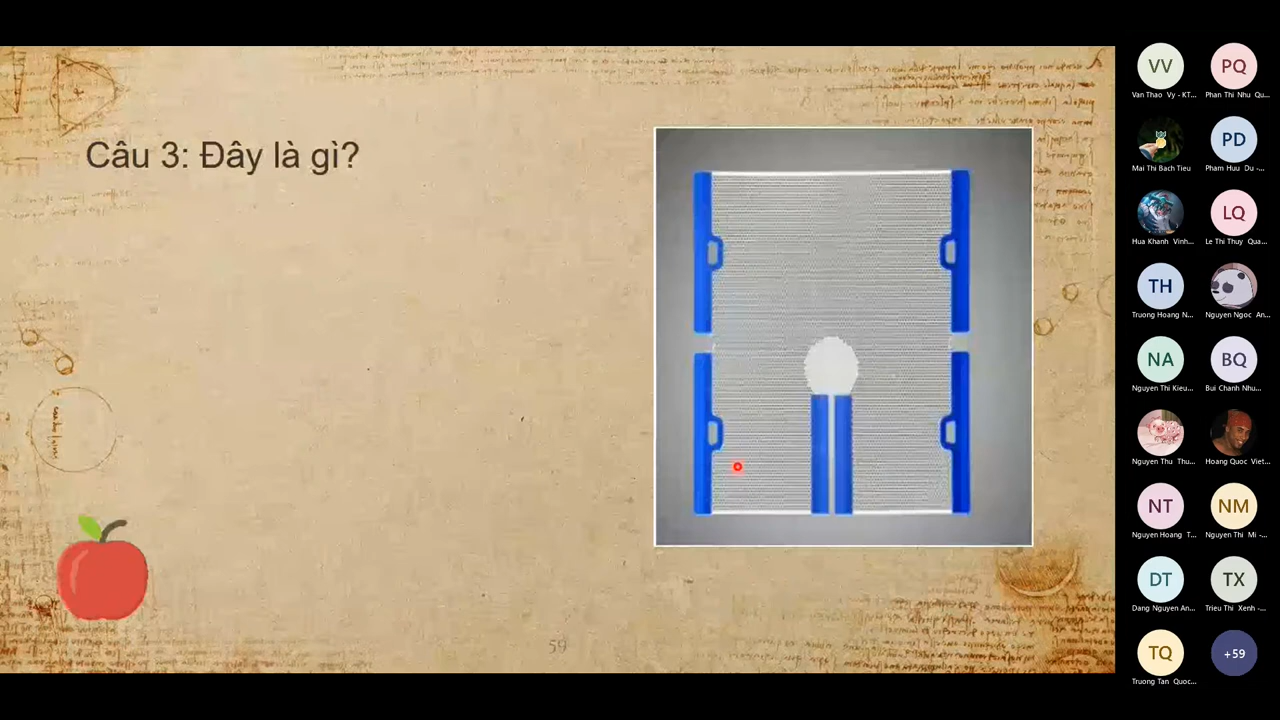 Câu 3: Đây là gì?
59
VV
Van Thao Vy - KT...
PQ
Phan Thi Nhu Qu...
Mai Thi Bach Tieu
PD
Pham Huu Du -...
Hua Khanh Vinh...
LQ
Le Thi Thuy Qua...
TH
Truong Hoang N...
Nguyen Ngoc An...
NA
Nguyen Thi Kieu...
BQ
Bui Chanh Nhu...
Nguyen Thu Thu...
Hoang Quoc Viet...
NT
Nguyen Hoang T...
NM
Nguyen Thi Mi -...
DT
Dang Nguyen An...
TX
Trieu Thi Xenh -...
TQ
Truong Tan Quoc...
+59